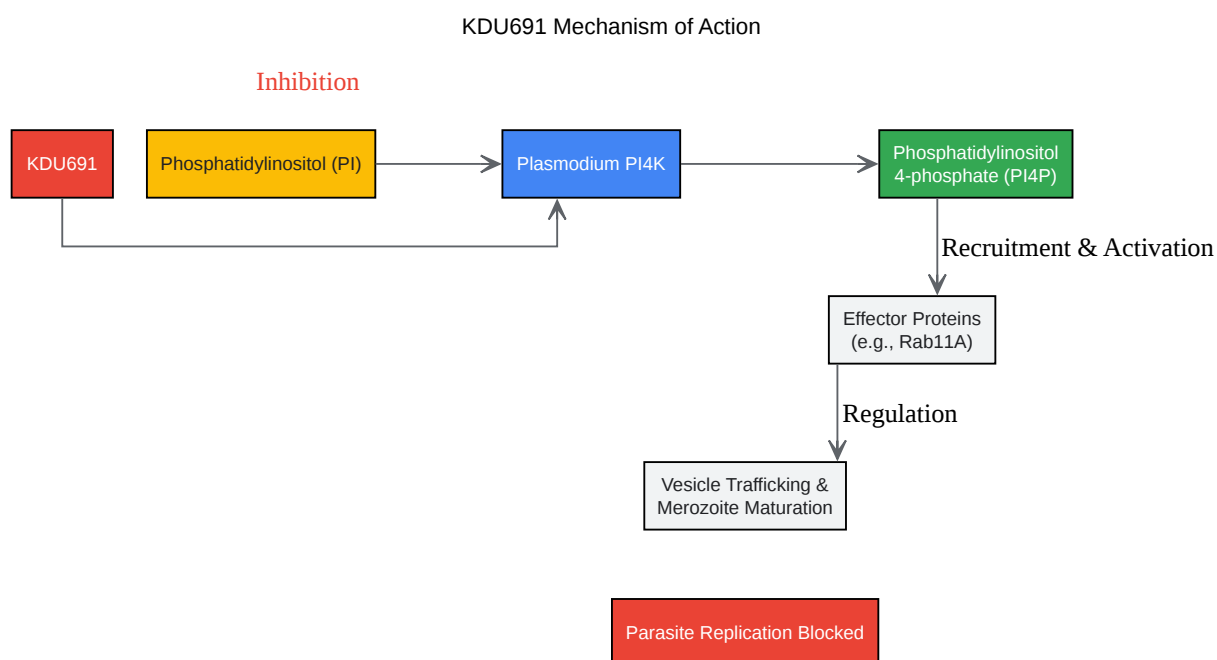 KDU691 Mechanism of Action
Inhibition
KDU691
Phosphatidylinositol (PI)
Plasmodium PI4K
Phosphatidylinositol
4-phosphate (PI4P)
Recruitment & Activation
Effector Proteins
(e.g., Rab11A)
Regulation
Vesicle Trafficking &
Merozoite Maturation
Parasite Replication Blocked